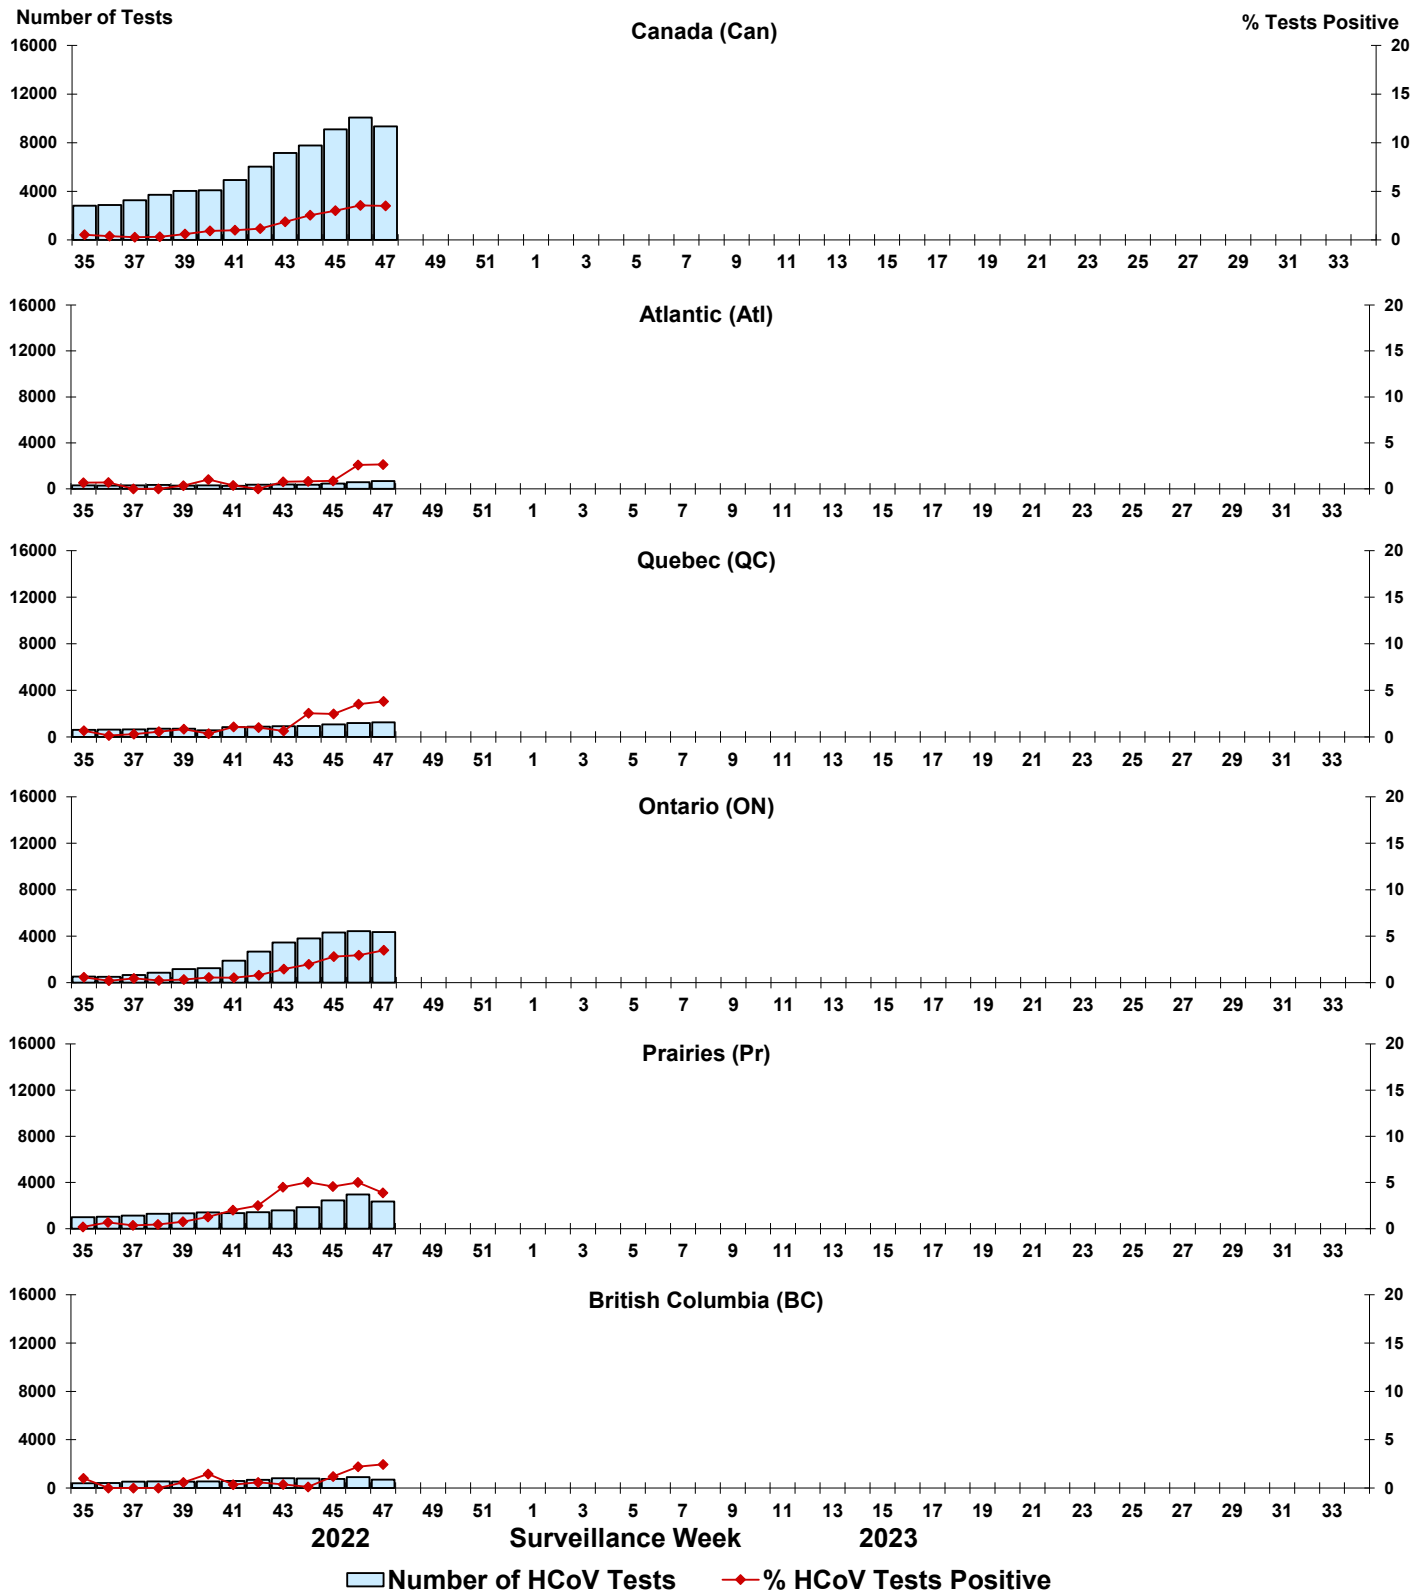 Number of Tests
Canada (Can)
% Tests Positive
16000 20
12000 15
8000 10
4000 5
0 0
35 37 39 41 43 45 47 49 51 1 3 5 7 9 11 13 15 17 19 21 23 25 27 29 31 33
Atlantic (Atl)
16000 20
12000 15
8000 10
4000 5
0 0
35 37 39 41 43 45 47 49 51 1 3 5 7 9 11 13 15 17 19 21 23 25 27 29 31 33
Quebec (QC)
16000 20
12000 15
8000 10
4000 5
0 0
35 37 39 41 43 45 47 49 51 1 3 5 7 9 11 13 15 17 19 21 23 25 27 29 31 33
Ontario (ON)
16000 20
12000 15
8000 10
4000 5
0 0
35 37 39 41 43 45 47 49 51 1 3 5 7 9 11 13 15 17 19 21 23 25 27 29 31 33
Prairies (Pr)
16000 20
12000 15
8000 10
4000 5
0 0
35 37 39 41 43 45 47 49 51 1 3 5 7 9 11 13 15 17 19 21 23 25 27 29 31 33
British Columbia (BC)
16000 20
12000 15
8000 10
4000 5
0 0
35 37 39 41 43 45 47 49 51 1 3 5 7 9 11 13 15 17 19 21 23 25 27 29 31 33
2022 Surveillance Week 2023
Number of HCoV Tests % HCoV Tests Positive